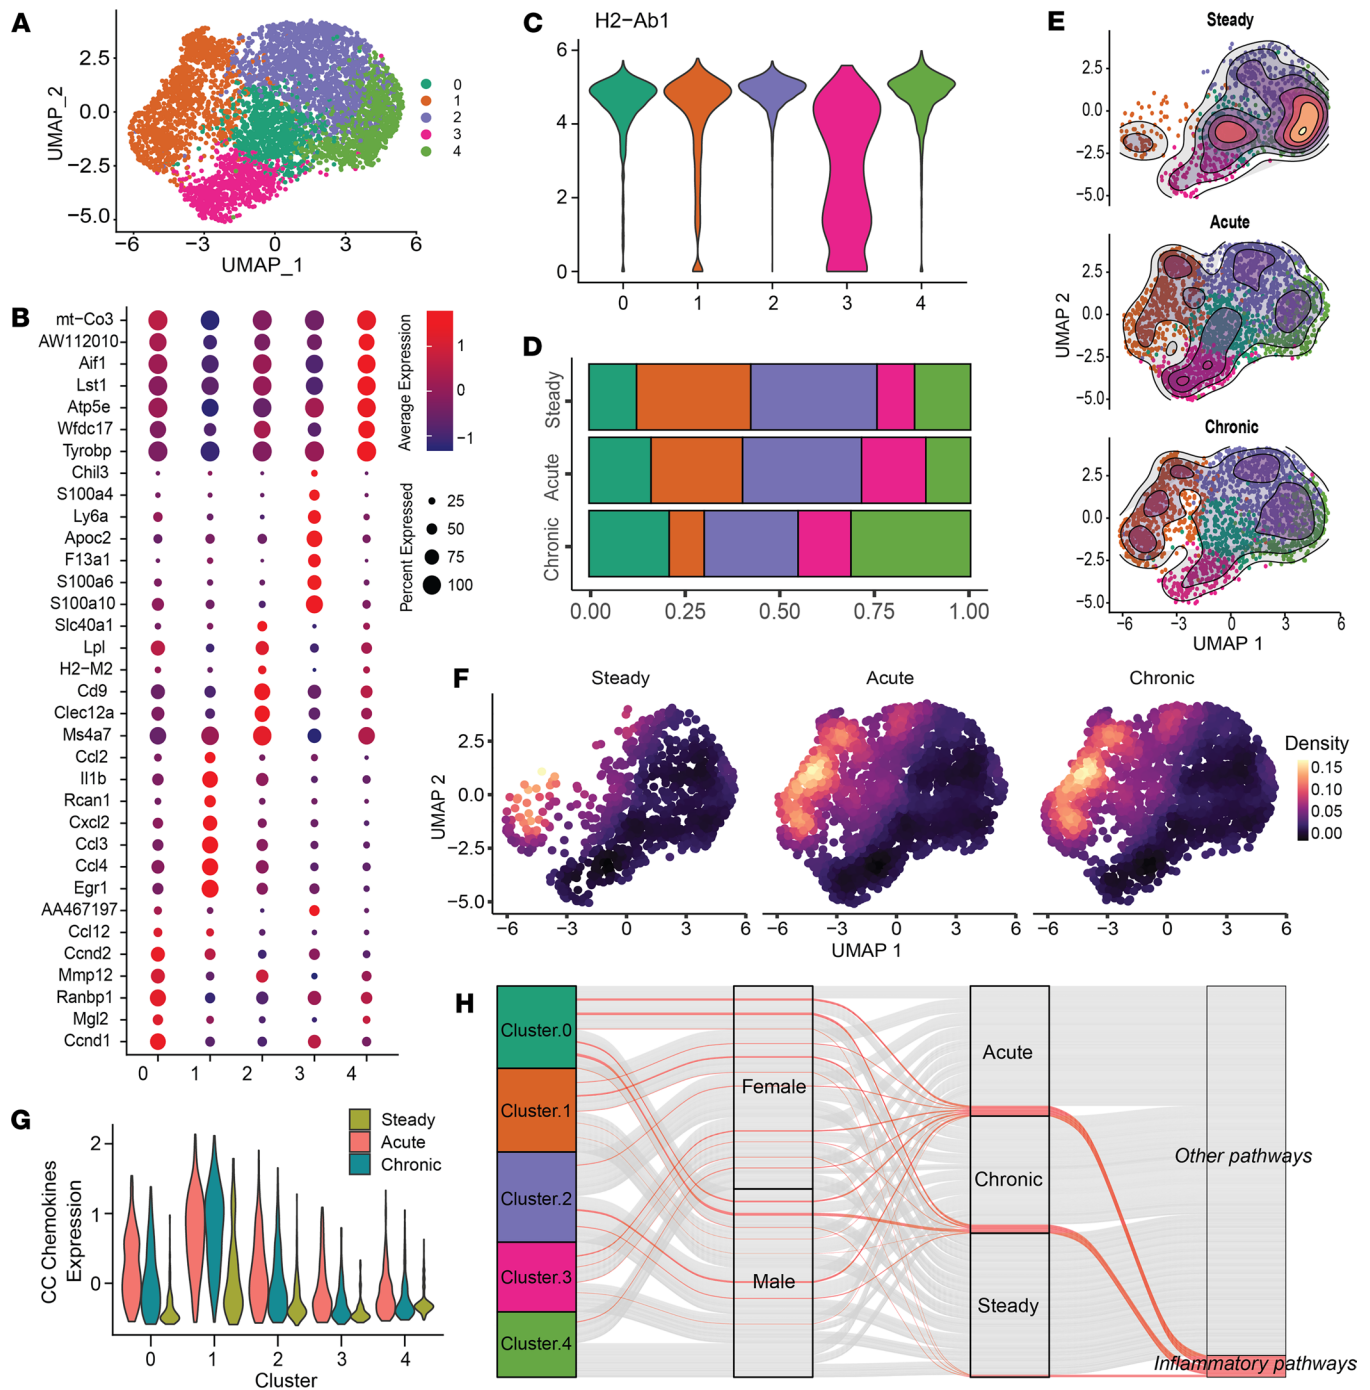 A
UMAP_2
2.5
0.0
−2.5
−5.0
−6
−3
0
3
6
UMAP_1
0
1
2
3
4
B
mt−Co3
AW112010
Aif1
Lst1
Atp5e
Wfdc17
Tyrobp
Chil3
S100a4
Ly6a
Apoc2
F13a1
S100a6
S100a10
Slc40a1
Lpl
H2−M2
Cd9
Clec12a
Ms4a7
Ccl2
Il1b
Rcan1
Cxcl2
Ccl3
Ccl4
Egr1
AA467197
Ccl12
Ccnd2
Mmp12
Ranbp1
Mgl2
Ccnd1
0
1
2
3
4
Average Expression
1
0
−1
Percent Expressed
25
50
75
100
C
H2−Ab1
6
4
2
0
0
1
2
3
4
D
Steady
Acute
Chronic
0.00
0.25
0.50
0.75
1.00
E
Steady
2.5
0.0
−2.5
−5.0
Acute
2.5
0.0
−2.5
−5.0
UMAP 2
Chronic
2.5
0.0
−2.5
−5.0
−6
−3
0
3
6
UMAP 1
F
Steady
Acute
Chronic
UMAP 2
2.5
0.0
−2.5
−5.0
−6
−3
0
3
6
−6
−3
0
3
6
−6
−3
0
3
6
UMAP 1
Density
0.15
0.10
0.05
0.00
G
Steady
Acute
Chronic
CC Chemokines
Expression
2
1
0
0
1
2
3
4
Cluster
H
Cluster.0
Cluster.1
Cluster.2
Cluster.3
Cluster.4
Female
Male
Acute
Chronic
Steady
Other pathways
Inflammatory pathways